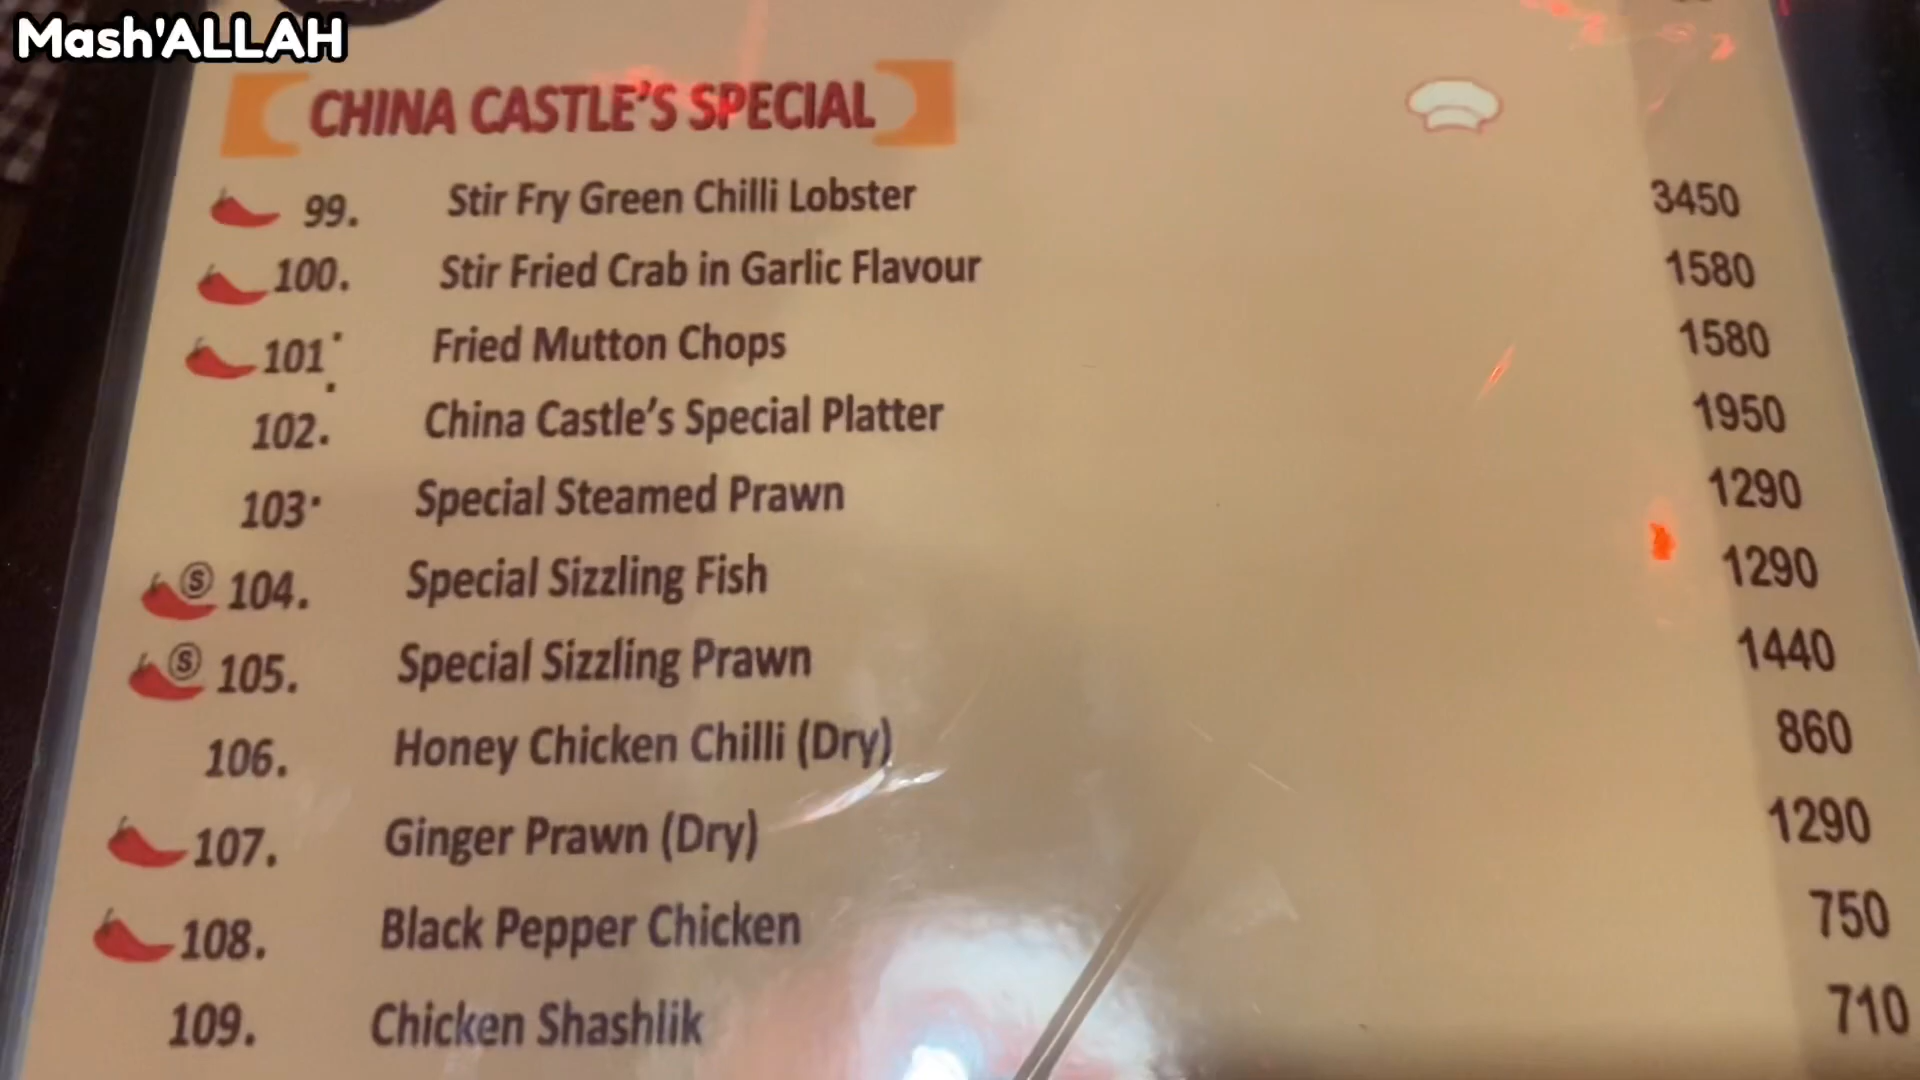 Mash'ALLAH
CHINA CASTLE'S SPECIAL
99. Stir Fry Green Chilli Lobster 3450
100. Stir Fried Crab in Garlic Flavour 1580
101. Fried Mutton Chops 1580
102. China Castle's Special Platter 1950
103. Special Steamed Prawn 1290
S 104. Special Sizzling Fish 1290
S 105. Special Sizzling Prawn 1440
106. Honey Chicken Chilli (Dry) 860
107. Ginger Prawn (Dry) 1290
108. Black Pepper Chicken 750
109. Chicken Shashlik 710